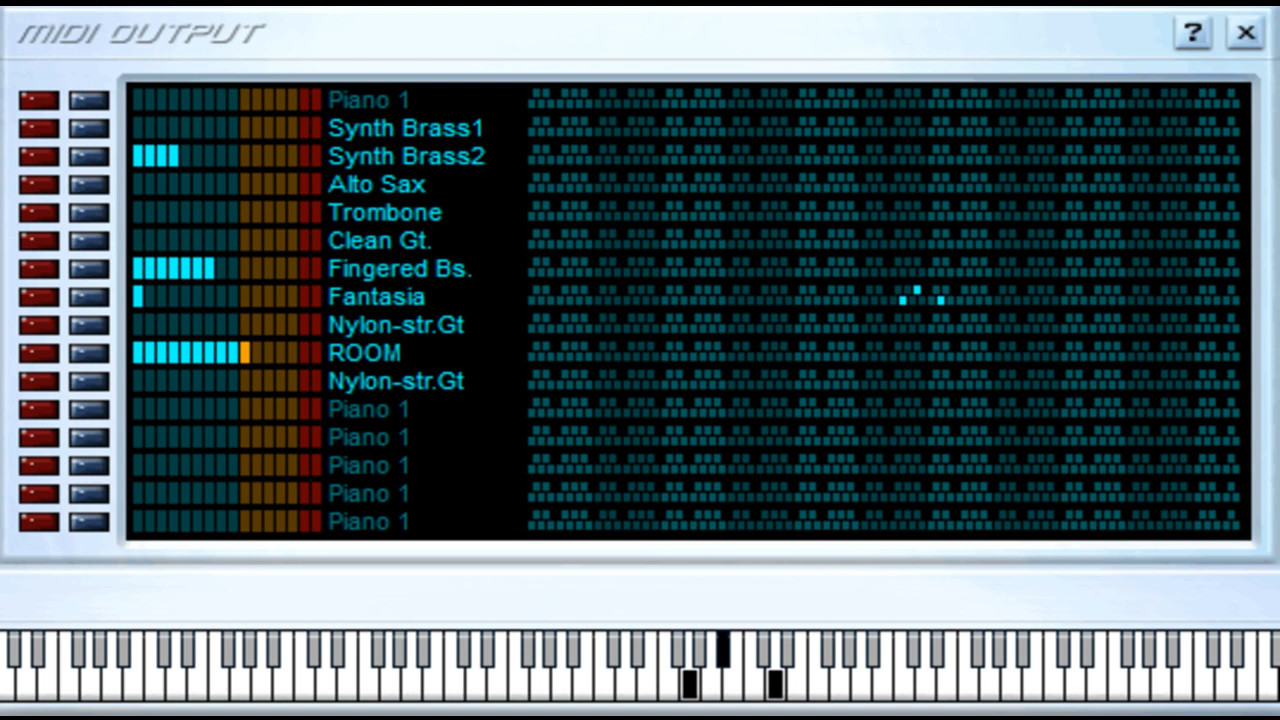 MIDI OUTPUT
? ×
Piano 1
Synth Brass1
Synth Brass2
Alto Sax
Trombone
Clean Gt.
Fingered Bs.
Fantasia
Nylon-str.Gt
ROOM
Nylon-str.Gt
Piano 1
Piano 1
Piano 1
Piano 1
Piano 1